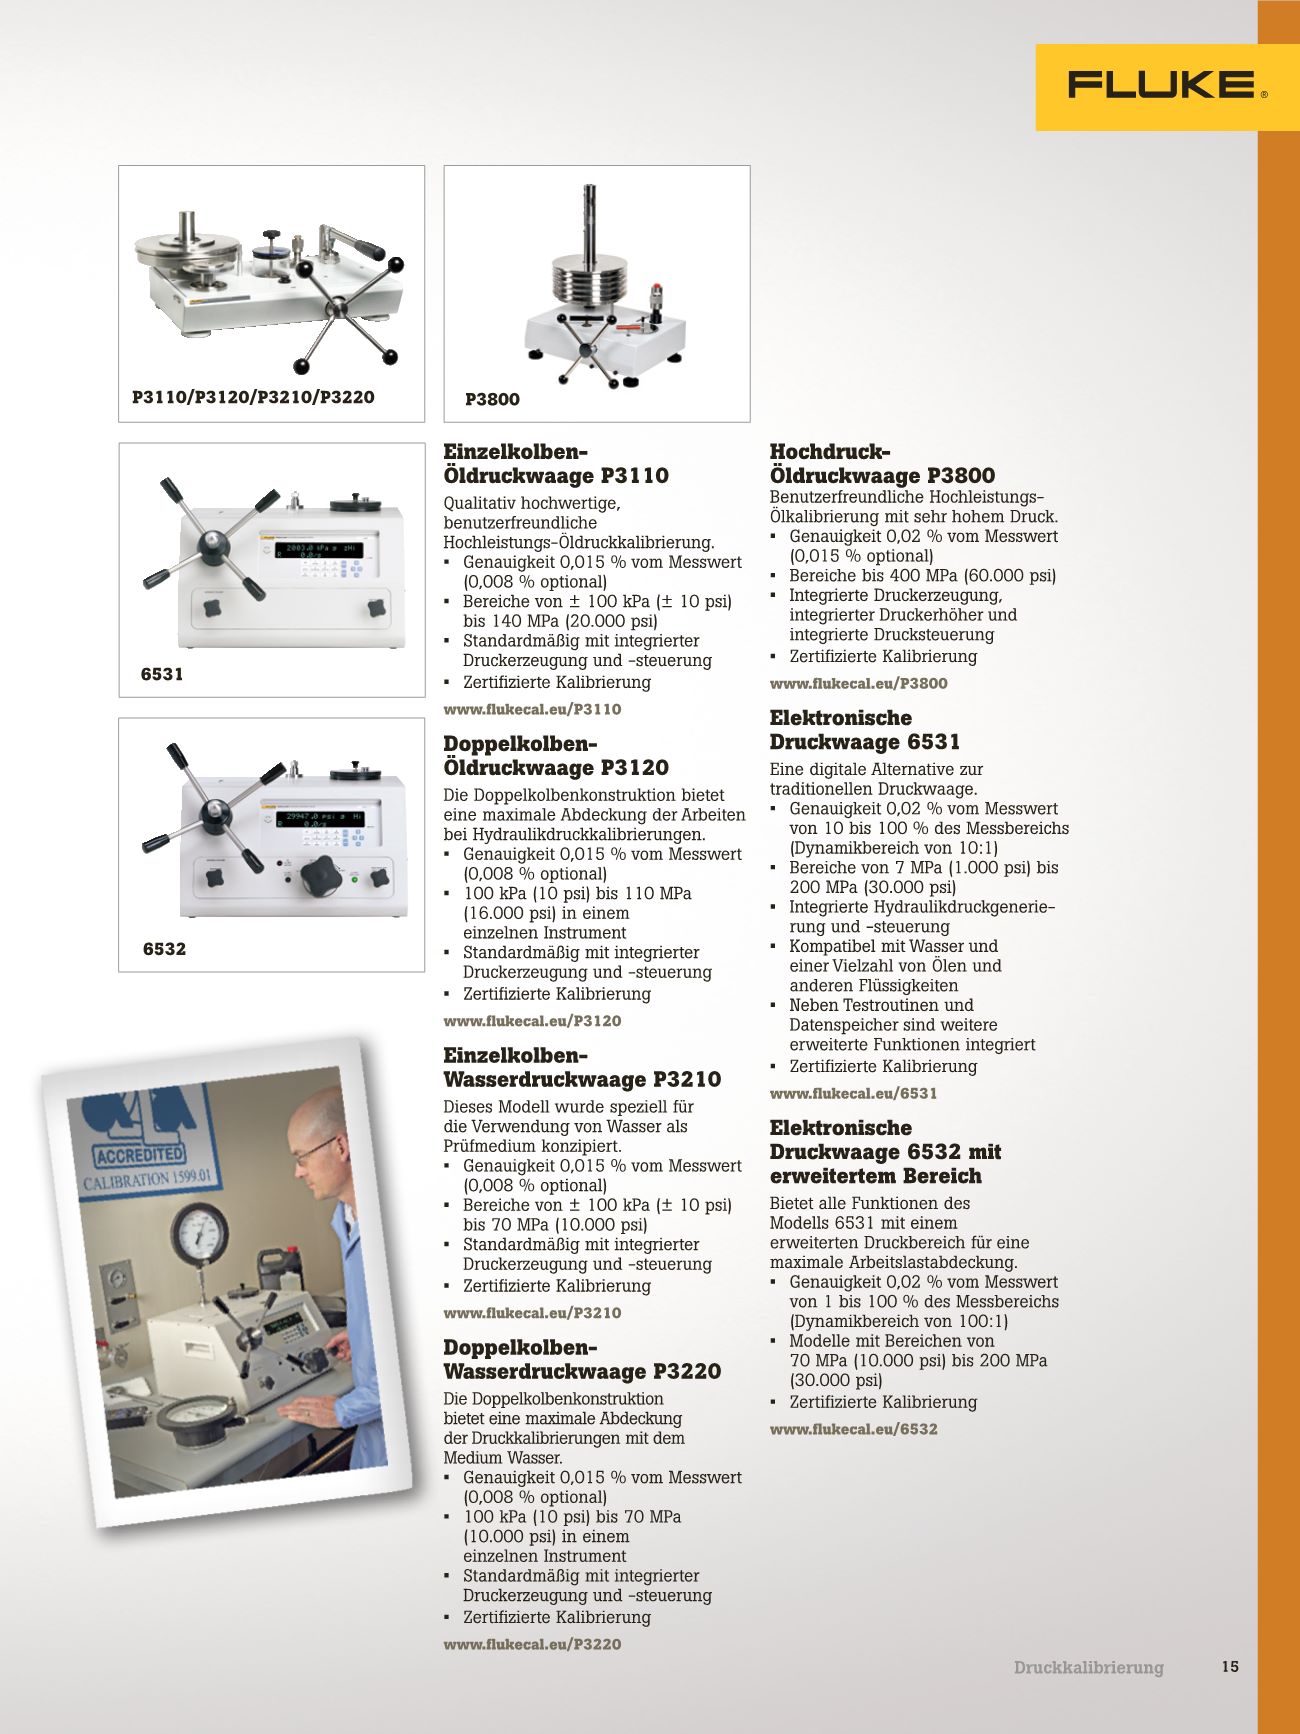 FLUKE®
P3110/P3120/P3210/P3220
P3800
6531
6532
2003.0 kPa
29947.0 psi
ACCREDITED
CALIBRATION 1599.01
Einzelkolben-
Öldruckwaage P3110
Qualitativ hochwertige,
benutzerfreundliche
Hochleistungs-Öldruckkalibrierung.
▪ Genauigkeit 0,015 % vom Messwert
(0,008 % optional)
▪ Bereiche von ± 100 kPa (± 10 psi)
bis 140 MPa (20.000 psi)
▪ Standardmäßig mit integrierter
Druckerzeugung und -steuerung
▪ Zertifizierte Kalibrierung
www.flukecal.eu/P3110
Doppelkolben-
Öldruckwaage P3120
Die Doppelkolbenkonstruktion bietet
eine maximale Abdeckung der Arbeiten
bei Hydraulikdruckkalibrierungen.
▪ Genauigkeit 0,015 % vom Messwert
(0,008 % optional)
▪ 100 kPa (10 psi) bis 110 MPa
(16.000 psi) in einem
einzelnen Instrument
▪ Standardmäßig mit integrierter
Druckerzeugung und -steuerung
▪ Zertifizierte Kalibrierung
www.flukecal.eu/P3120
Einzelkolben-
Wasserdruckwaage P3210
Dieses Modell wurde speziell für
die Verwendung von Wasser als
Prüfmedium konzipiert.
▪ Genauigkeit 0,015 % vom Messwert
(0,008 % optional)
▪ Bereiche von ± 100 kPa (± 10 psi)
bis 70 MPa (10.000 psi)
▪ Standardmäßig mit integrierter
Druckerzeugung und -steuerung
▪ Zertifizierte Kalibrierung
www.flukecal.eu/P3210
Doppelkolben-
Wasserdruckwaage P3220
Die Doppelkolbenkonstruktion
bietet eine maximale Abdeckung
der Druckkalibrierungen mit dem
Medium Wasser.
▪ Genauigkeit 0,015 % vom Messwert
(0,008 % optional)
▪ 100 kPa (10 psi) bis 70 MPa
(10.000 psi) in einem
einzelnen Instrument
▪ Standardmäßig mit integrierter
Druckerzeugung und -steuerung
▪ Zertifizierte Kalibrierung
www.flukecal.eu/P3220
Hochdruck-
Öldruckwaage P3800
Benutzerfreundliche Hochleistungs-
Ölkalibrierung mit sehr hohem Druck.
▪ Genauigkeit 0,02 % vom Messwert
(0,015 % optional)
▪ Bereiche bis 400 MPa (60.000 psi)
▪ Integrierte Druckerzeugung,
integrierter Druckerhöher und
integrierte Drucksteuerung
▪ Zertifizierte Kalibrierung
www.flukecal.eu/P3800
Elektronische
Druckwaage 6531
Eine digitale Alternative zur
traditionellen Druckwaage.
▪ Genauigkeit 0,02 % vom Messwert
von 10 bis 100 % des Messbereichs
(Dynamikbereich von 10:1)
▪ Bereiche von 7 MPa (1.000 psi) bis
200 MPa (30.000 psi)
▪ Integrierte Hydraulikdruckgenerie-
rung und -steuerung
▪ Kompatibel mit Wasser und
einer Vielzahl von Ölen und
anderen Flüssigkeiten
▪ Neben Testroutinen und
Datenspeicher sind weitere
erweiterte Funktionen integriert
▪ Zertifizierte Kalibrierung
www.flukecal.eu/6531
Elektronische
Druckwaage 6532 mit
erweitertem Bereich
Bietet alle Funktionen des
Modells 6531 mit einem
erweiterten Druckbereich für eine
maximale Arbeitslastabdeckung.
▪ Genauigkeit 0,02 % vom Messwert
von 1 bis 100 % des Messbereichs
(Dynamikbereich von 100:1)
▪ Modelle mit Bereichen von
70 MPa (10.000 psi) bis 200 MPa
(30.000 psi)
▪ Zertifizierte Kalibrierung
www.flukecal.eu/6532
Druckkalibrierung 15